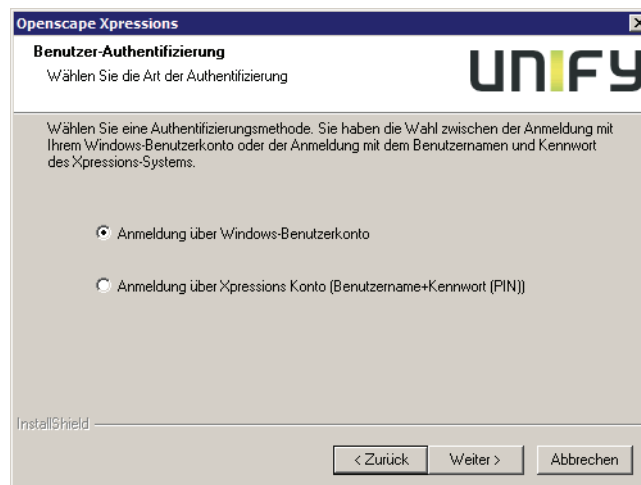 Openscape Xpressions
Benutzer-Authentifizierung
Wählen Sie die Art der Authentifizierung
UNIFY
Wählen Sie eine Authentifizierungsmethode. Sie haben die Wahl zwischen der Anmeldung mit
Ihrem Windows-Benutzerkonto oder der Anmeldung mit dem Benutzernamen und Kennwort
des Xpressions-Systems.
Anmeldung über Windows-Benutzerkonto
Anmeldung über Xpressions Konto (Benutzername+Kennwort (PIN))
InstallShield
< Zurück
Weiter >
Abbrechen